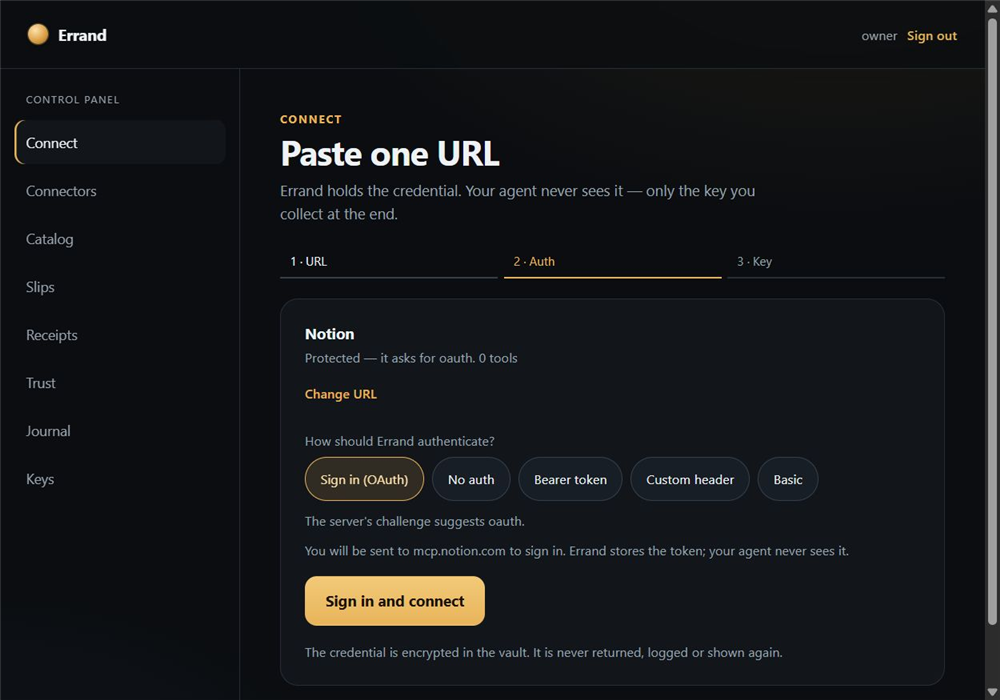 Errand
owner Sign out
CONTROL PANEL
Connect
Connectors
Catalog
Slips
Receipts
Trust
Journal
Keys
CONNECT
Paste one URL
Errand holds the credential. Your agent never sees it — only the key you
collect at the end.
1 · URL
2 · Auth
3 · Key
Notion
Protected — it asks for oauth. 0 tools
Change URL
How should Errand authenticate?
Sign in (OAuth)
No auth
Bearer token
Custom header
Basic
The server's challenge suggests oauth.
You will be sent to mcp.notion.com to sign in. Errand stores the token; your agent never sees it.
Sign in and connect
The credential is encrypted in the vault. It is never returned, logged or shown again.